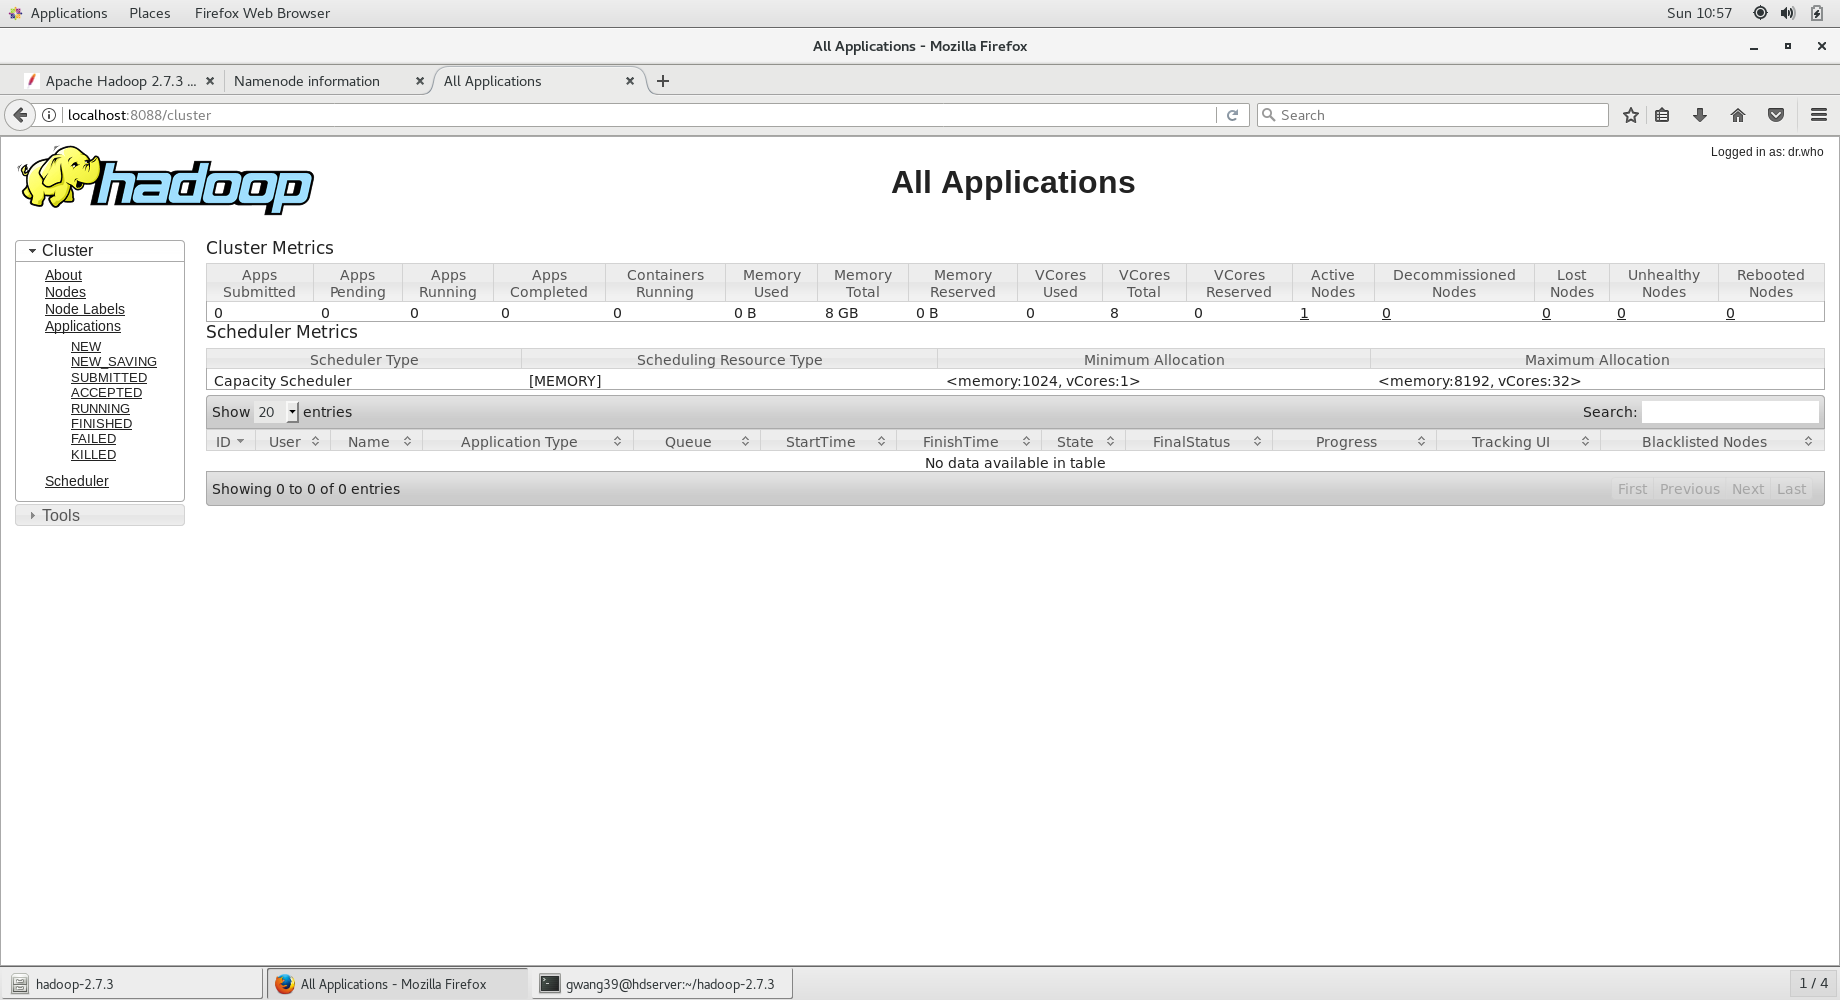 Applications Places Firefox Web Browser Sun 10:57
All Applications - Mozilla Firefox
Apache Hadoop 2.7.3 ... Namenode information All Applications
localhost:8088/cluster Search
Logged in as: dr.who
hadoop
All Applications
Cluster
About
Nodes
Node Labels
Applications
NEW
NEW_SAVING
SUBMITTED
ACCEPTED
RUNNING
FINISHED
FAILED
KILLED
Scheduler
Tools
Cluster Metrics
Apps Submitted Apps Pending Apps Running Apps Completed Containers Running Memory Used Memory Total Memory Reserved VCores Used VCores Total VCores Reserved Active Nodes Decommissioned Nodes Lost Nodes Unhealthy Nodes Rebooted Nodes
0 0 0 0 0 0 B 8 GB 0 B 0 8 0 1 0 0 0 0
Scheduler Metrics
Scheduler Type Scheduling Resource Type Minimum Allocation Maximum Allocation
Capacity Scheduler [MEMORY] <memory:1024, vCores:1> <memory:8192, vCores:32>
Show 20 entries Search:
ID User Name Application Type Queue StartTime FinishTime State FinalStatus Progress Tracking UI Blacklisted Nodes
No data available in table
Showing 0 to 0 of 0 entries First Previous Next Last
hadoop-2.7.3 All Applications - Mozilla Firefox gwang39@hdserver:~/hadoop-2.7.3 1 / 4